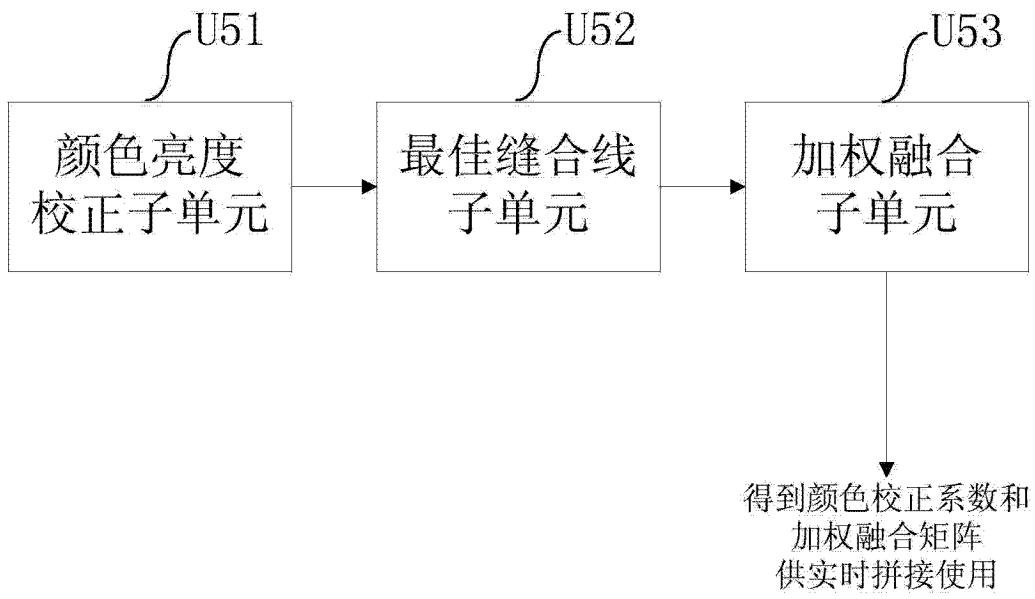 U51
U52
U53
颜色亮度
校正子单元
最佳缝合线
子单元
加权融合
子单元
得到颜色校正系数和
加权融合矩阵
供实时拼接使用